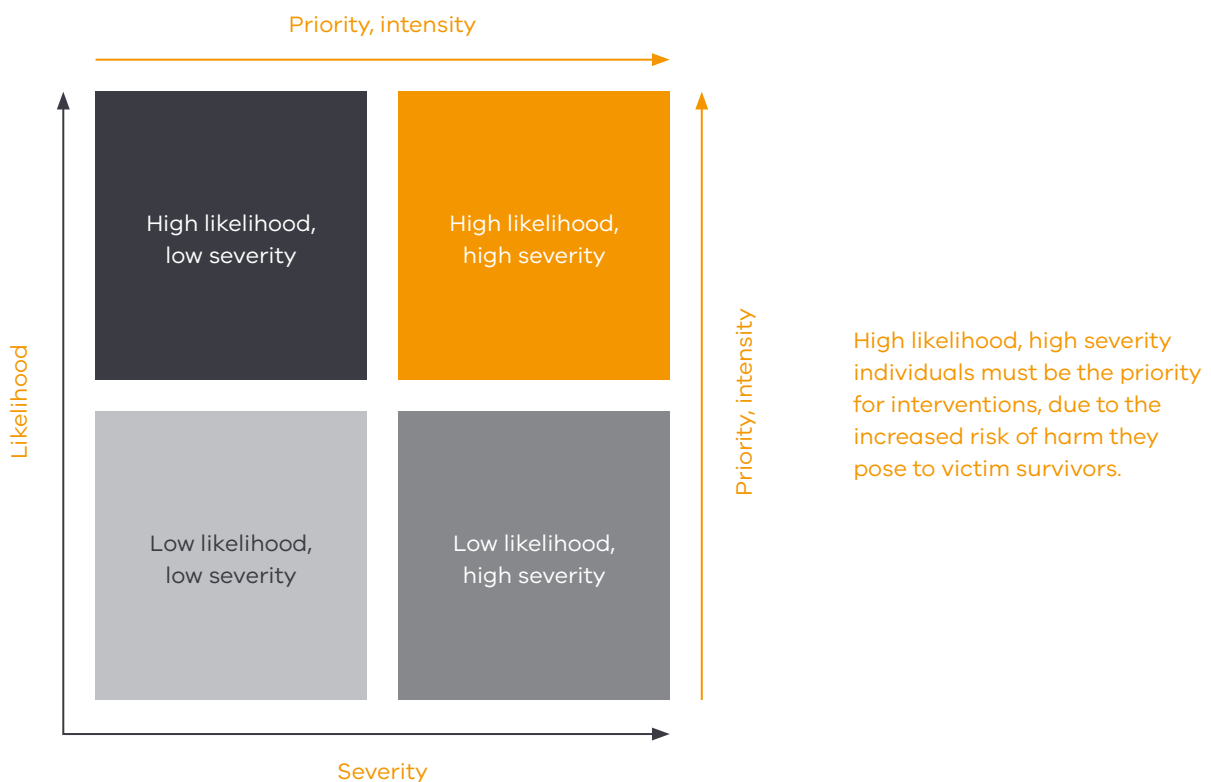 Priority, intensity
High likelihood,
low severity
High likelihood,
high severity
Likelihood
Priority, intensity
High likelihood, high severity
individuals must be the priority
for interventions, due to the
increased risk of harm they
pose to victim survivors.
Low likelihood,
low severity
Low likelihood,
high severity
Severity